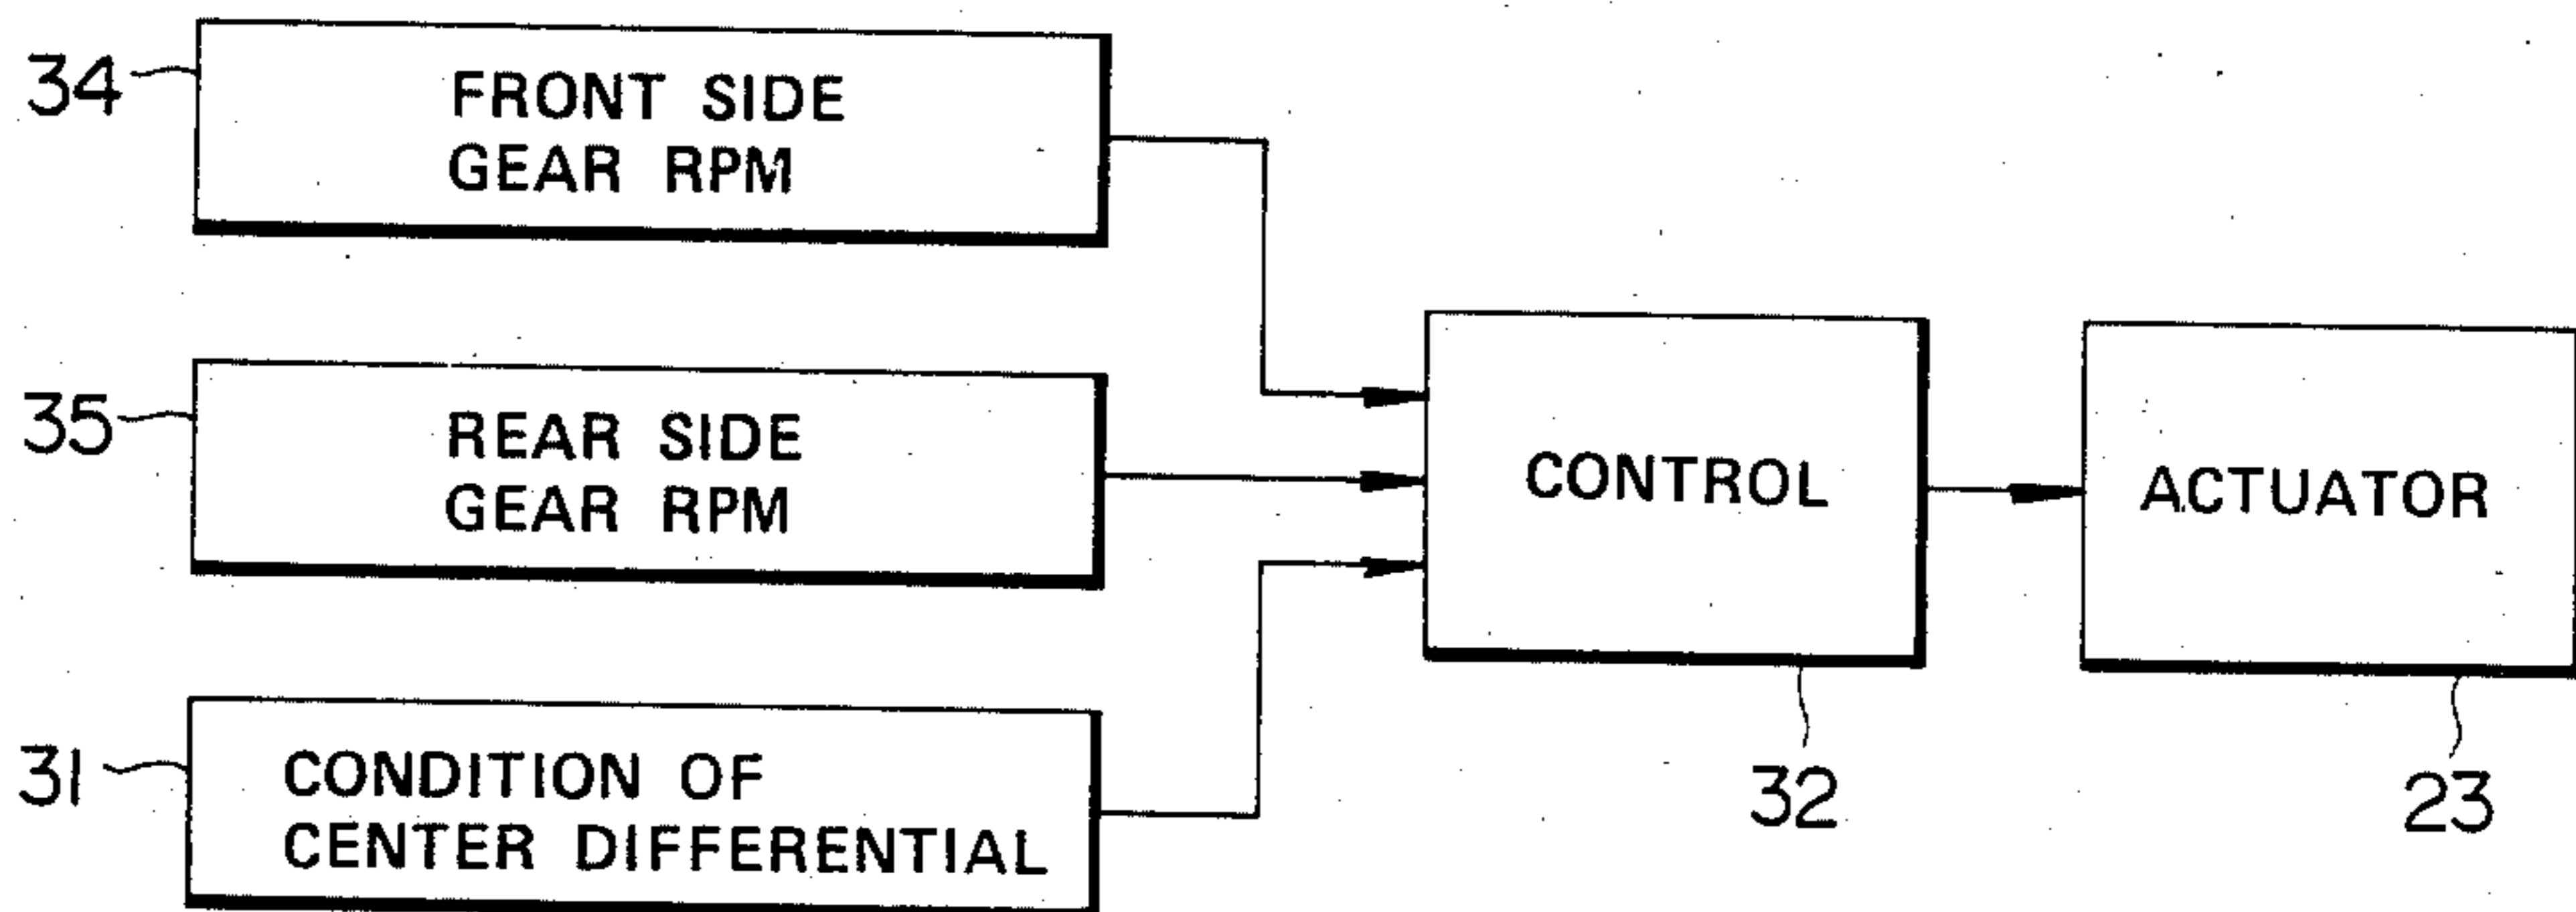 34
FRONT SIDE
GEAR RPM
35
REAR SIDE
GEAR RPM
31
CONDITION OF
CENTER DIFFERENTIAL
CONTROL
32
ACTUATOR
23